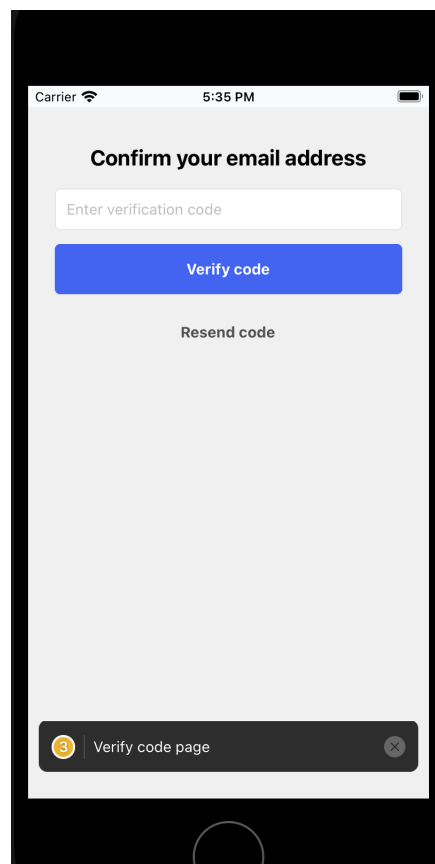 Carrier 5:35 PM
Confirm your email address
Enter verification code
Verify code
Resend code
3 Verify code page